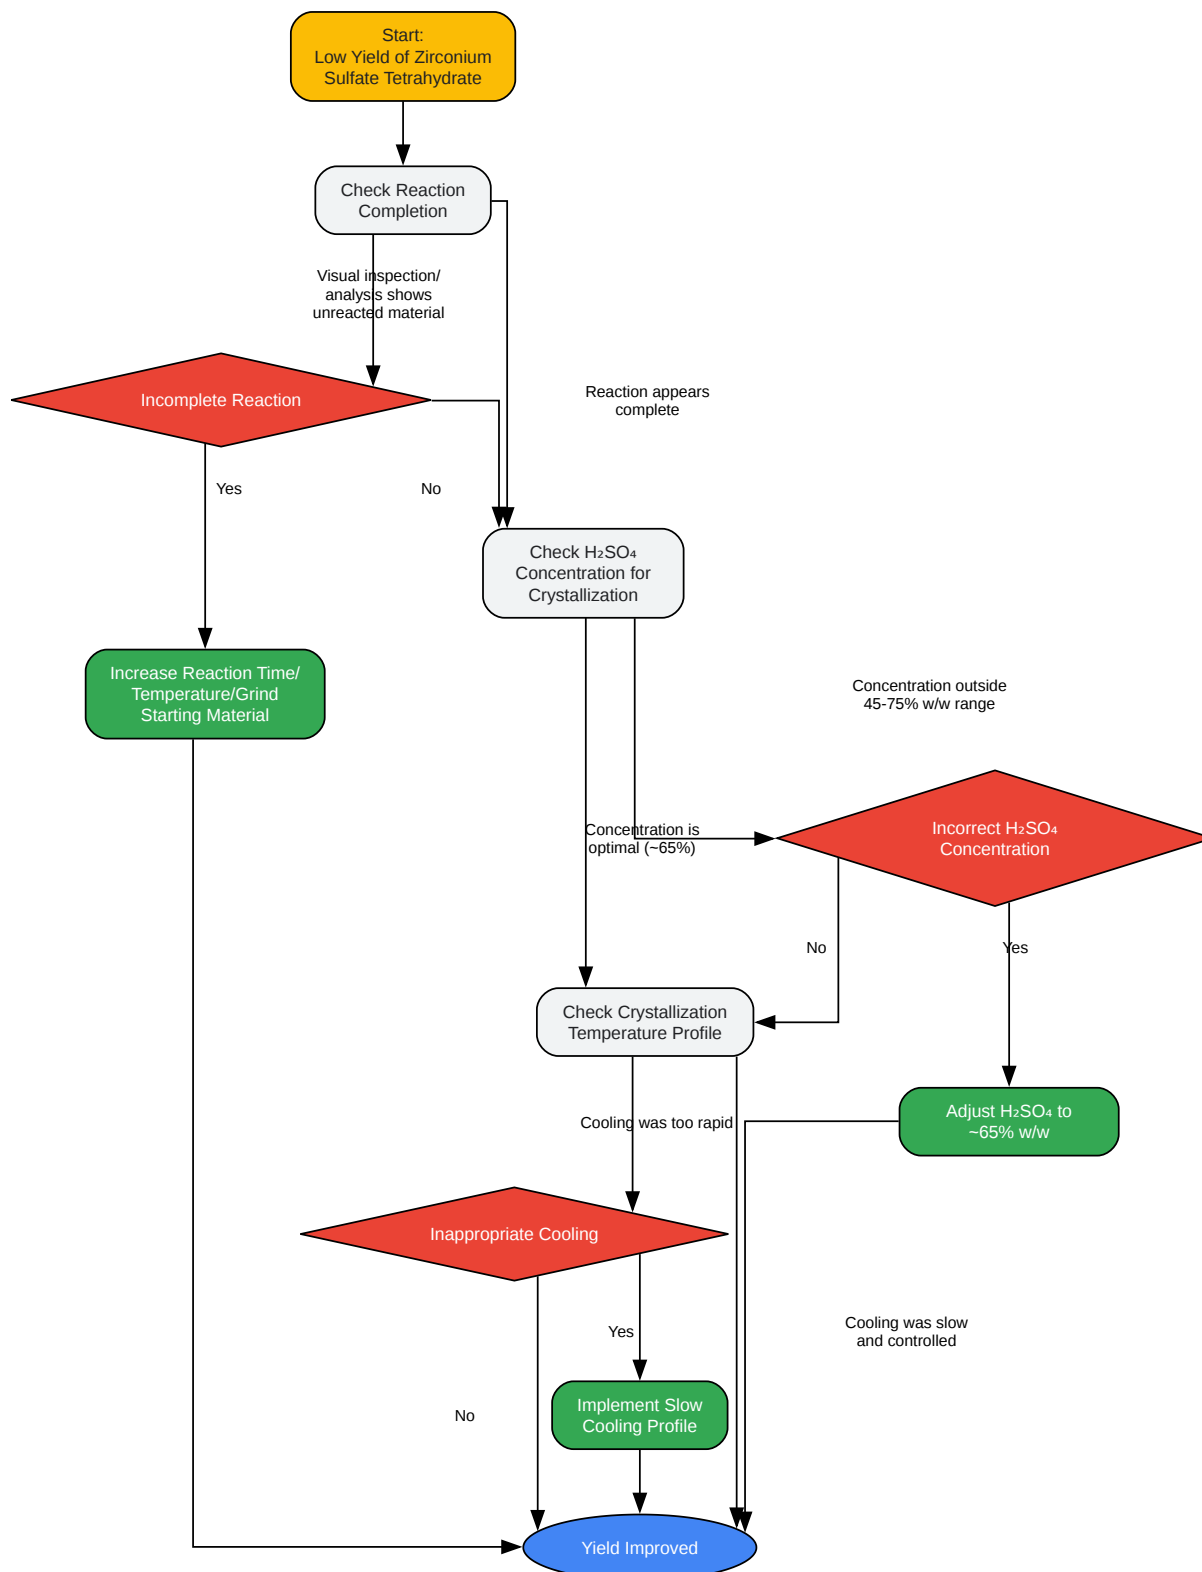 Start:
Low Yield of Zirconium
Sulfate Tetrahydrate
Check Reaction
Completion
Visual inspection/
analysis shows
unreacted material
Incomplete Reaction
Reaction appears
complete
Yes
No
Check H₂SO₄
Concentration for
Crystallization
Increase Reaction Time/
Temperature/Grind
Starting Material
Concentration outside
45-75% w/w range
Concentration is
optimal (~65%)
Incorrect H₂SO₄
Concentration
No
Yes
Check Crystallization
Temperature Profile
Cooling was too rapid
Adjust H₂SO₄ to
~65% w/w
Inappropriate Cooling
Yes
Cooling was slow
and controlled
No
Implement Slow
Cooling Profile
Yield Improved